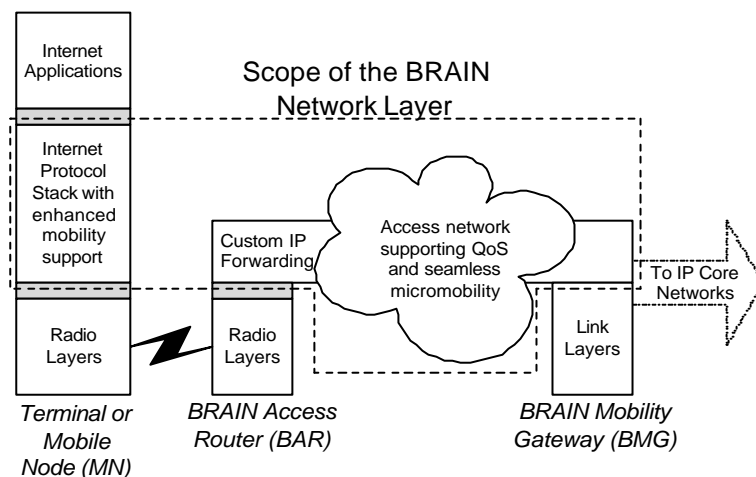 Internet
Applications
Scope of the BRAIN
Network Layer
Internet
Protocol
Stack with
enhanced
mobility
support
Custom IP
Forwarding
Access network
supporting QoS
and seamless
micromobility
To IP Core
Networks
Radio
Layers
Radio
Layers
Link
Layers
Terminal or
Mobile
Node (MN)
BRAIN Access
Router (BAR)
BRAIN Mobility
Gateway (BMG)